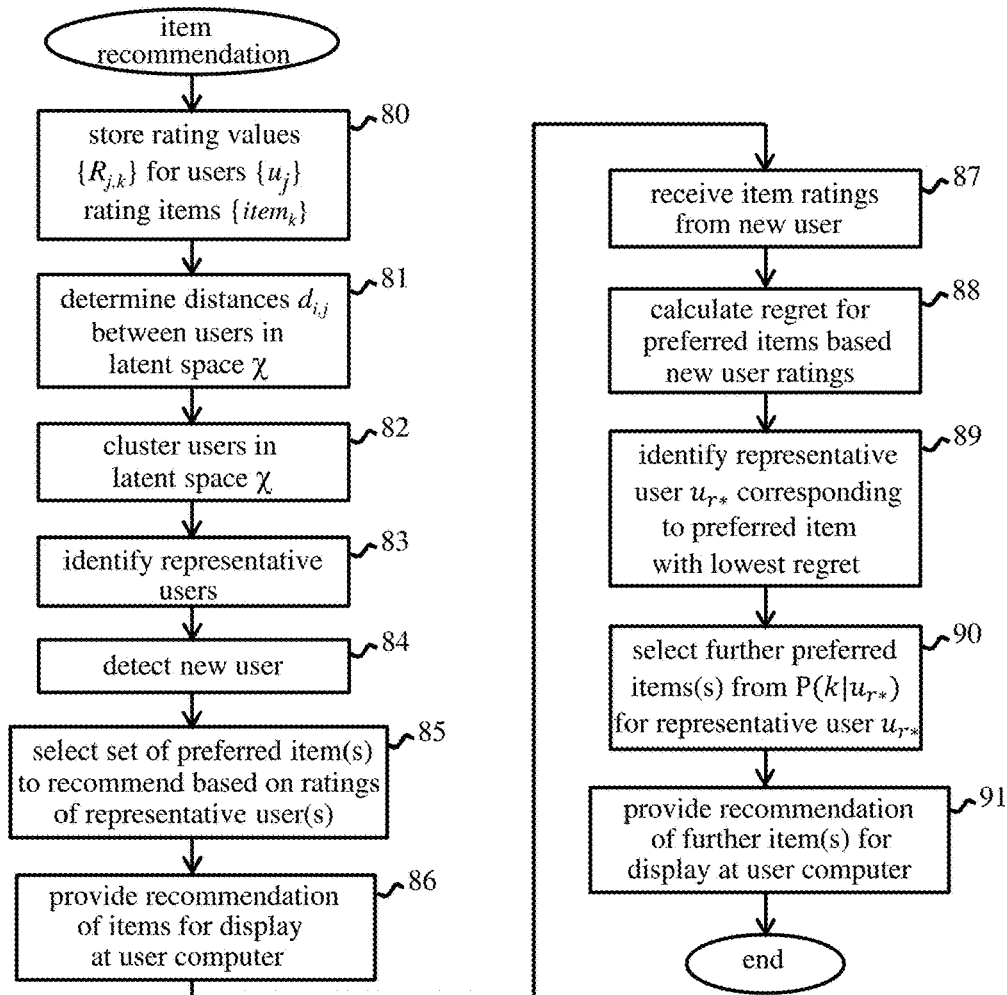 item
recommendation
80
store rating values
{R_{j,k}} for users {u_j}
rating items {item_k}
81
determine distances d_{i,j}
between users in
latent space χ
82
cluster users in
latent space χ
83
identify representative
users
84
detect new user
85
select set of preferred item(s)
to recommend based on ratings
of representative user(s)
86
provide recommendation
of items for display
at user computer
87
receive item ratings
from new user
88
calculate regret for
preferred items based
new user ratings
89
identify representative
user u_{r*} corresponding
to preferred item
with lowest regret
90
select further preferred
items(s) from P(k|u_{r*})
for representative user u_{r*}
91
provide recommendation
of further item(s) for
display at user computer
end